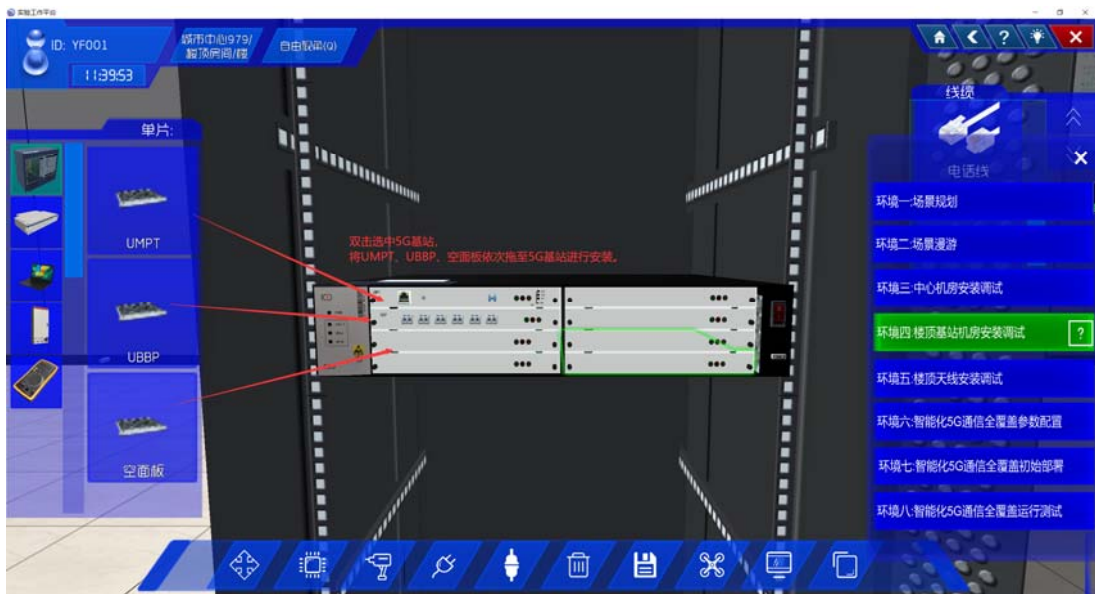 实验工作平台
ID: YF001
城市中心979/
楼顶房间/楼
自由视角(Q)
11:39:53
线缆
电话线
单片:
UMPT
UBBP
空面板
双击选中5G基站,
将UMPT、UBBP、空面板依次拖至5G基站进行安装。
环境一:场景规划
环境二:场景漫游
环境三:中心机房安装调试
环境四:楼顶基站机房安装调试
?
环境五:楼顶天线安装调试
环境六:智能化5G通信全覆盖参数配置
环境七:智能化5G通信全覆盖初始部署
环境八:智能化5G通信全覆盖运行测试